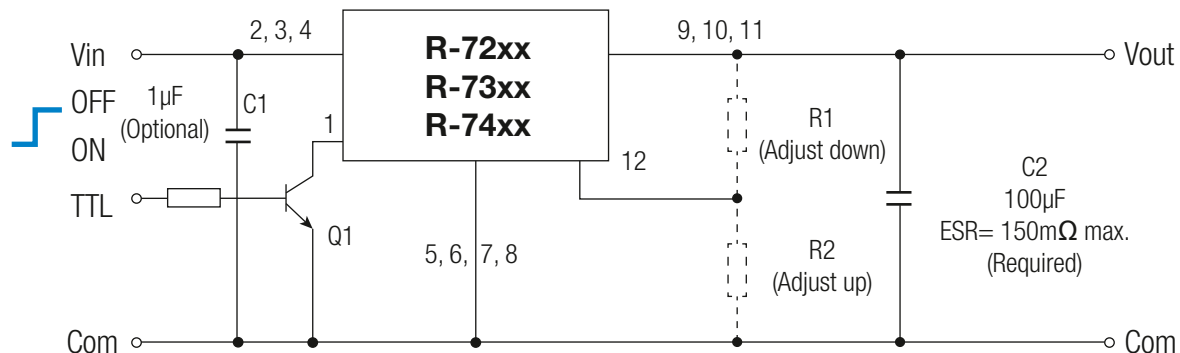 Vin
2, 3, 4
R-72xx
R-73xx
R-74xx
9, 10, 11
Vout
OFF
ON
1µF
(Optional)
C1
1
12
R1
(Adjust down)
C2
100µF
ESR= 150mΩ max.
(Required)
TTL
Q1
5, 6, 7, 8
R2
(Adjust up)
Com
Com